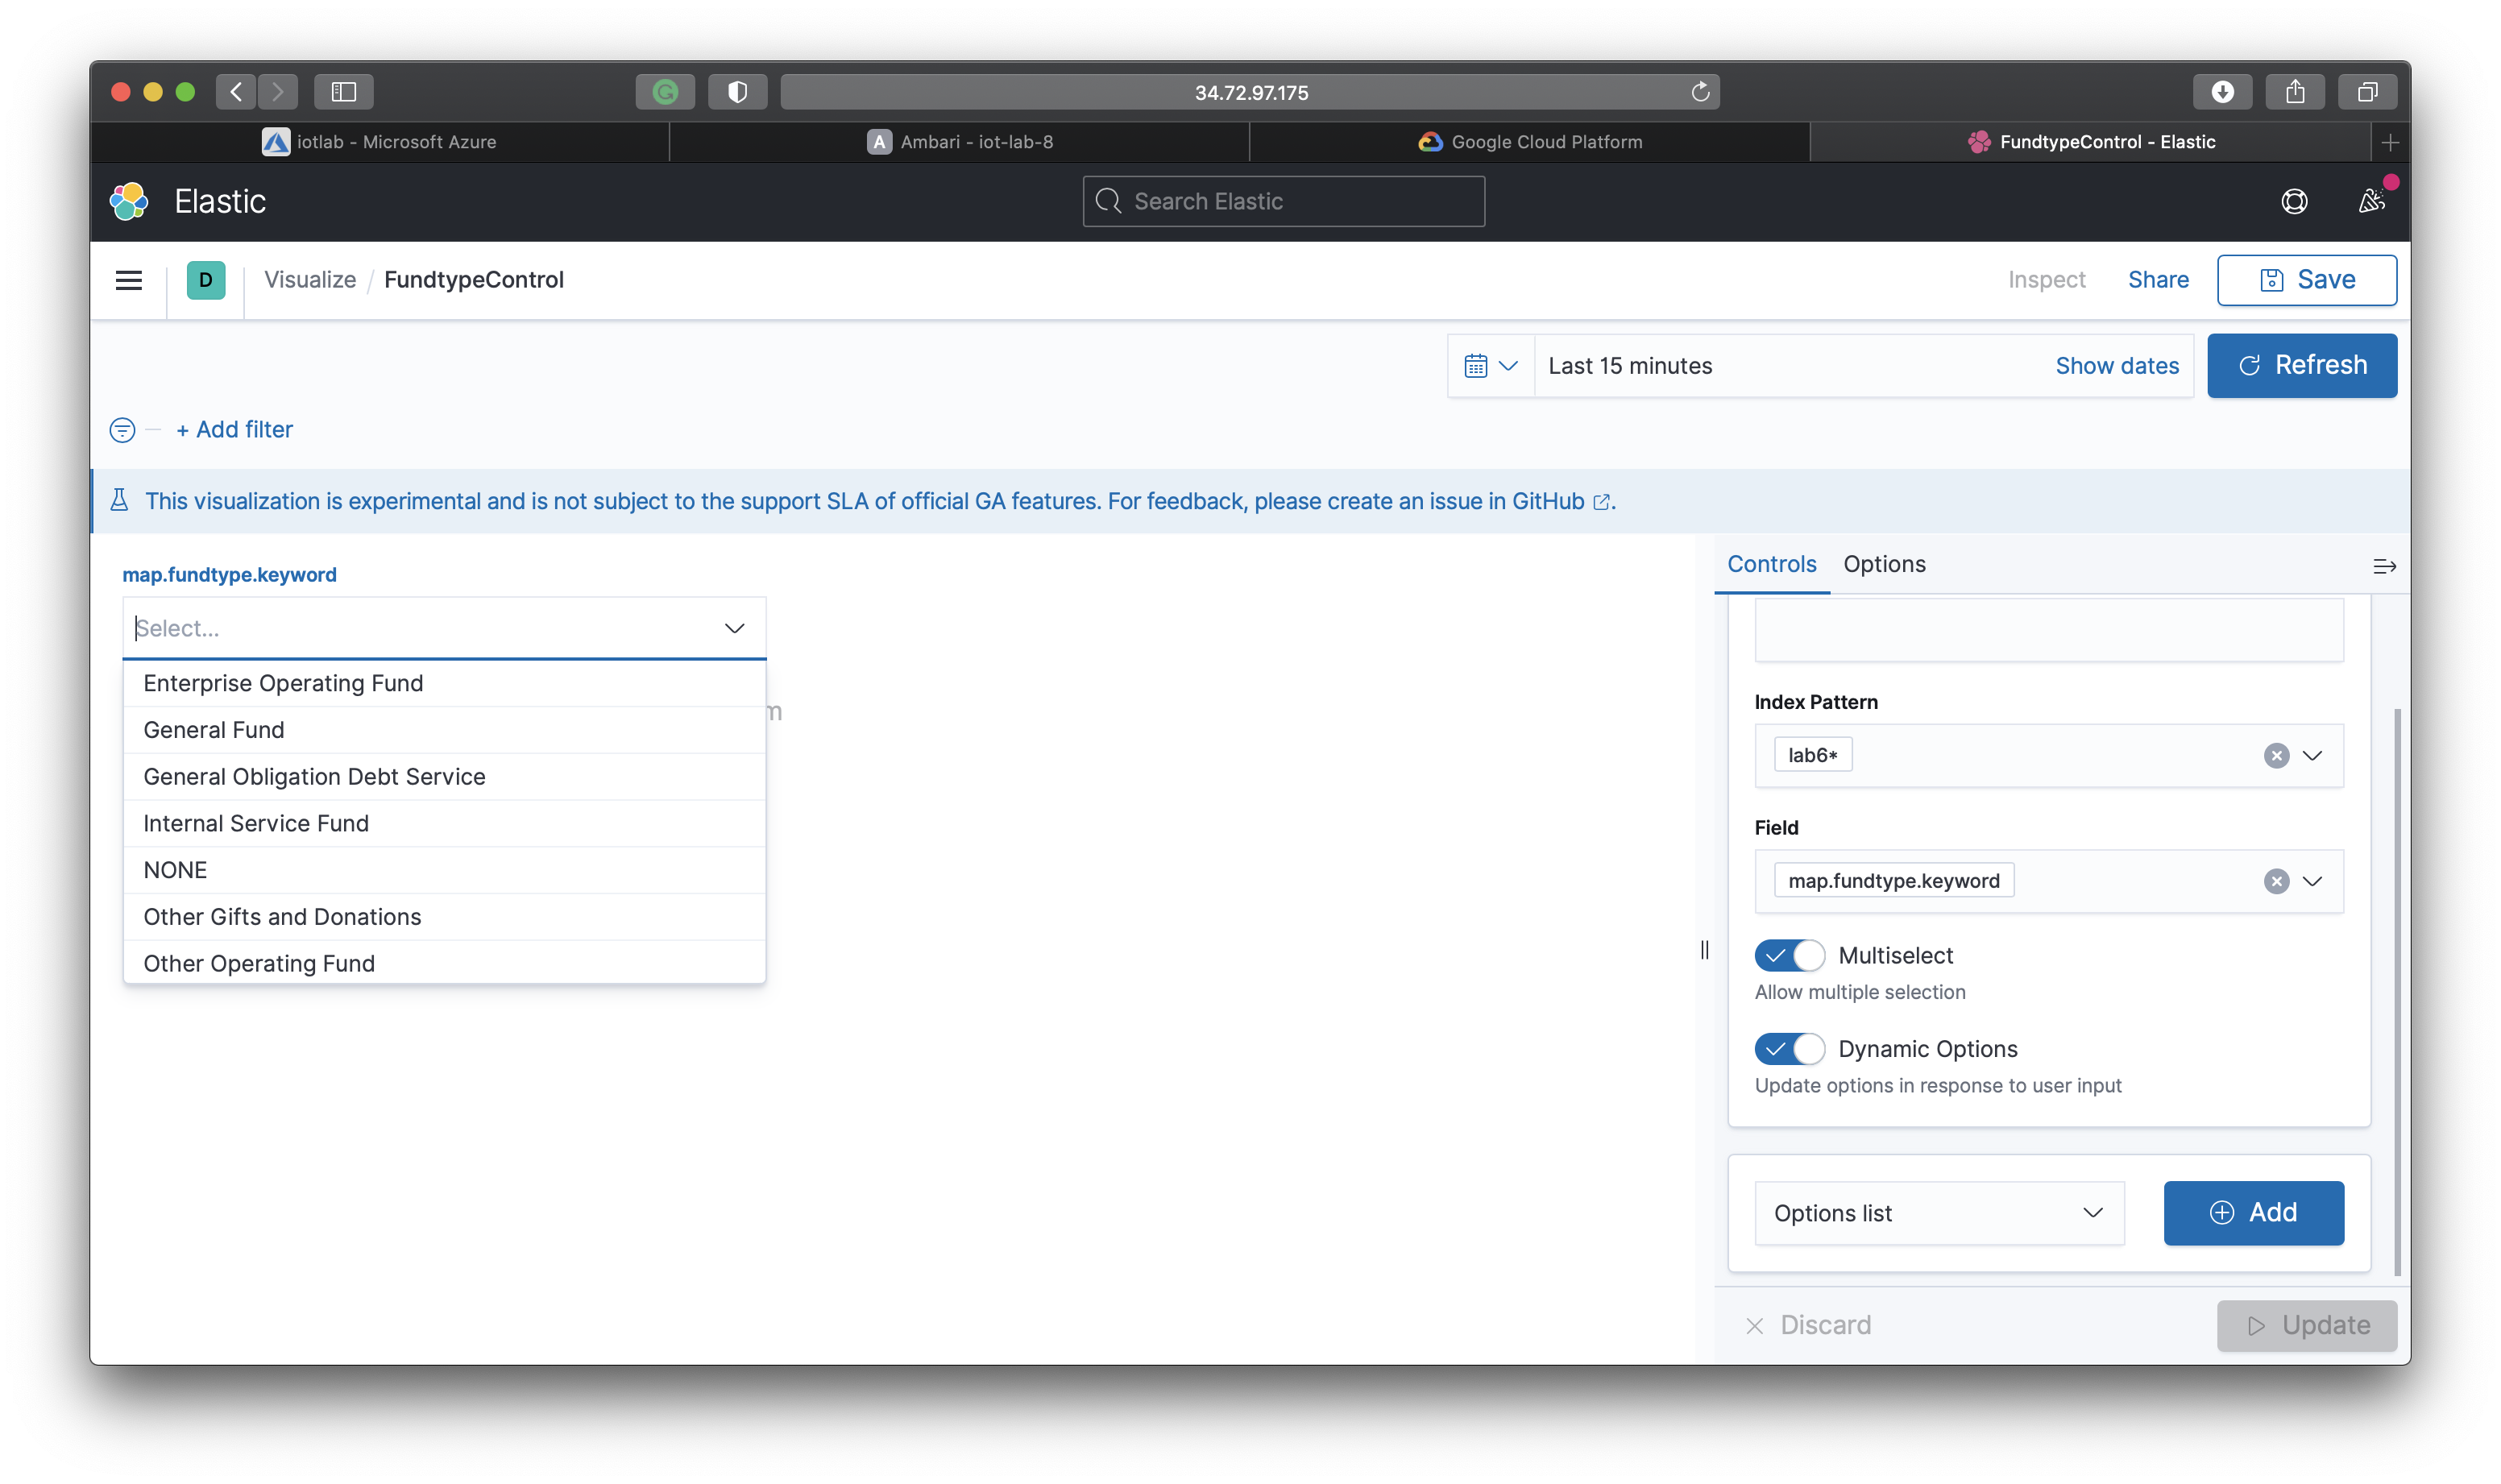 34.72.97.175
iotlab - Microsoft Azure
A Ambari - iot-lab-8
Google Cloud Platform
FundtypeControl - Elastic
Elastic
Search Elastic
D
Visualize / FundtypeControl
Inspect
Share
Save
Last 15 minutes
Show dates
Refresh
+ Add filter
This visualization is experimental and is not subject to the support SLA of official GA features. For feedback, please create an issue in GitHub.
map.fundtype.keyword
Select...
Enterprise Operating Fund
General Fund
General Obligation Debt Service
Internal Service Fund
NONE
Other Gifts and Donations
Other Operating Fund
Controls
Options
Index Pattern
lab6*
Field
map.fundtype.keyword
Multiselect
Allow multiple selection
Dynamic Options
Update options in response to user input
Options list
Add
Discard
Update